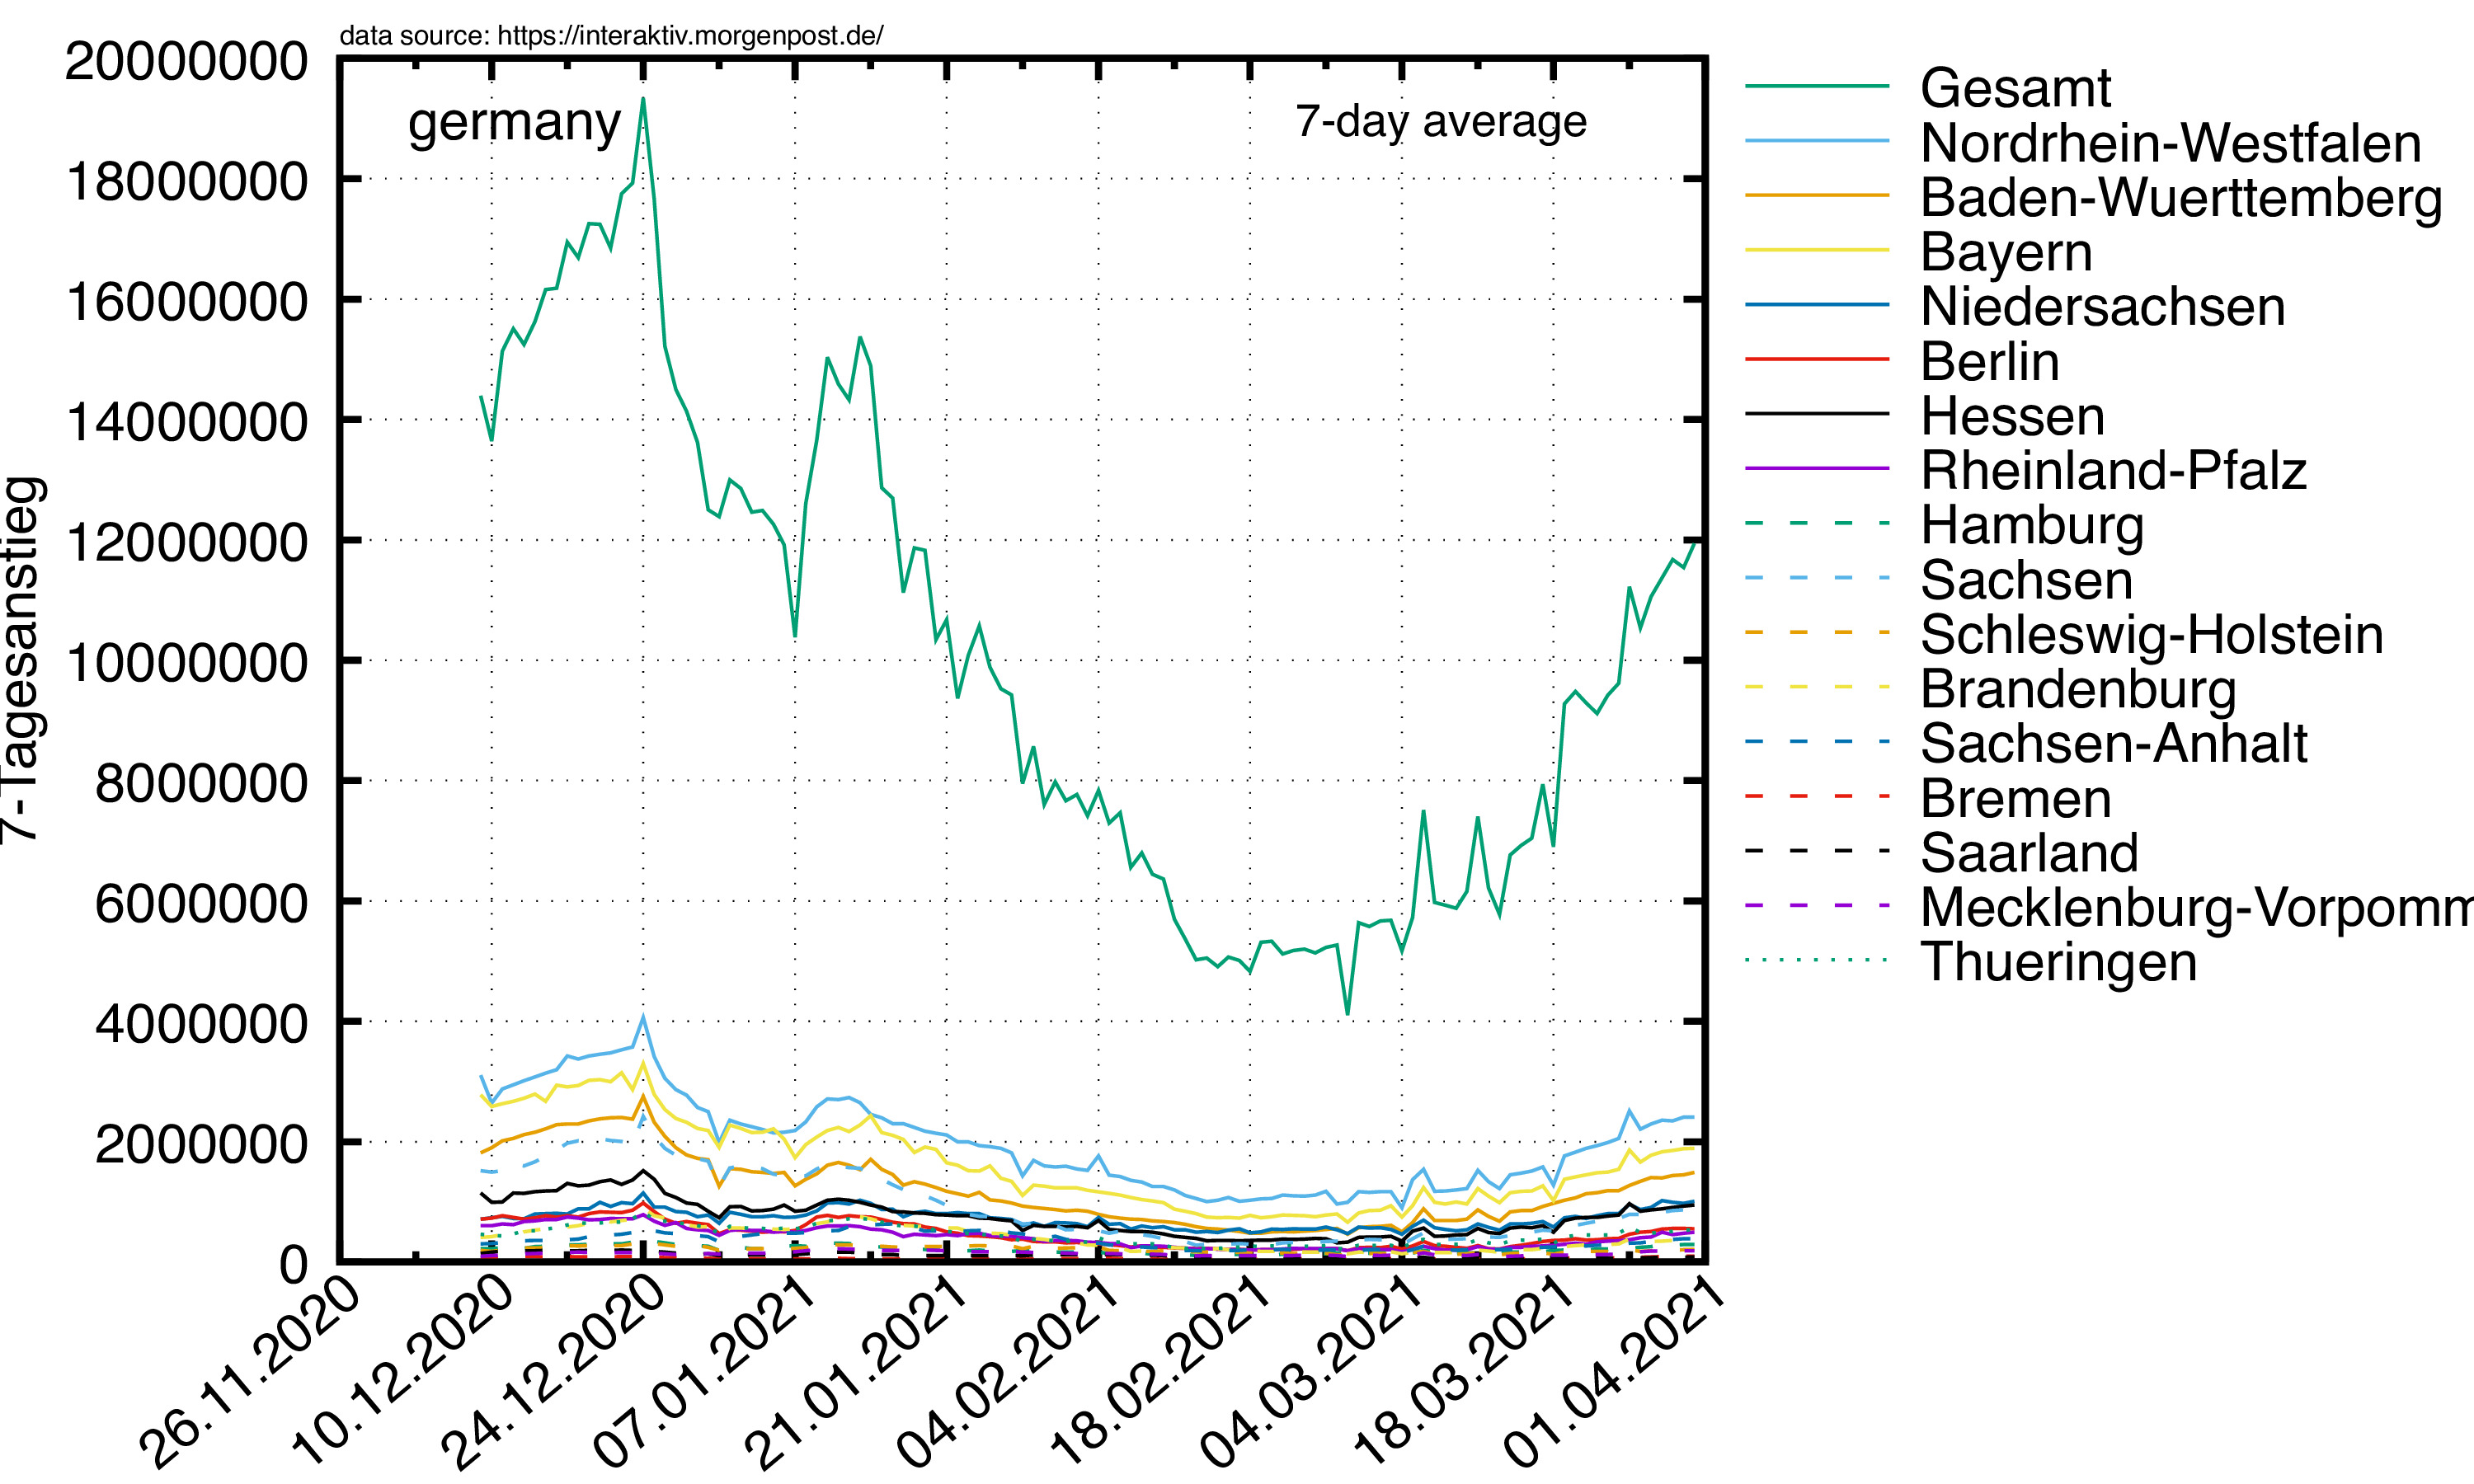 data source: https://interaktiv.morgenpost.de/
germany
7-day average
7-Tagesanstieg
20000000
18000000
16000000
14000000
12000000
10000000
8000000
6000000
4000000
2000000
0
26.11.2020
10.12.2020
24.12.2020
07.01.2021
21.01.2021
04.02.2021
18.02.2021
04.03.2021
18.03.2021
01.04.2021
Gesamt
Nordrhein-Westfalen
Baden-Wuerttemberg
Bayern
Niedersachsen
Berlin
Hessen
Rheinland-Pfalz
Hamburg
Sachsen
Schleswig-Holstein
Brandenburg
Sachsen-Anhalt
Bremen
Saarland
Mecklenburg-Vorpomm
Thueringen